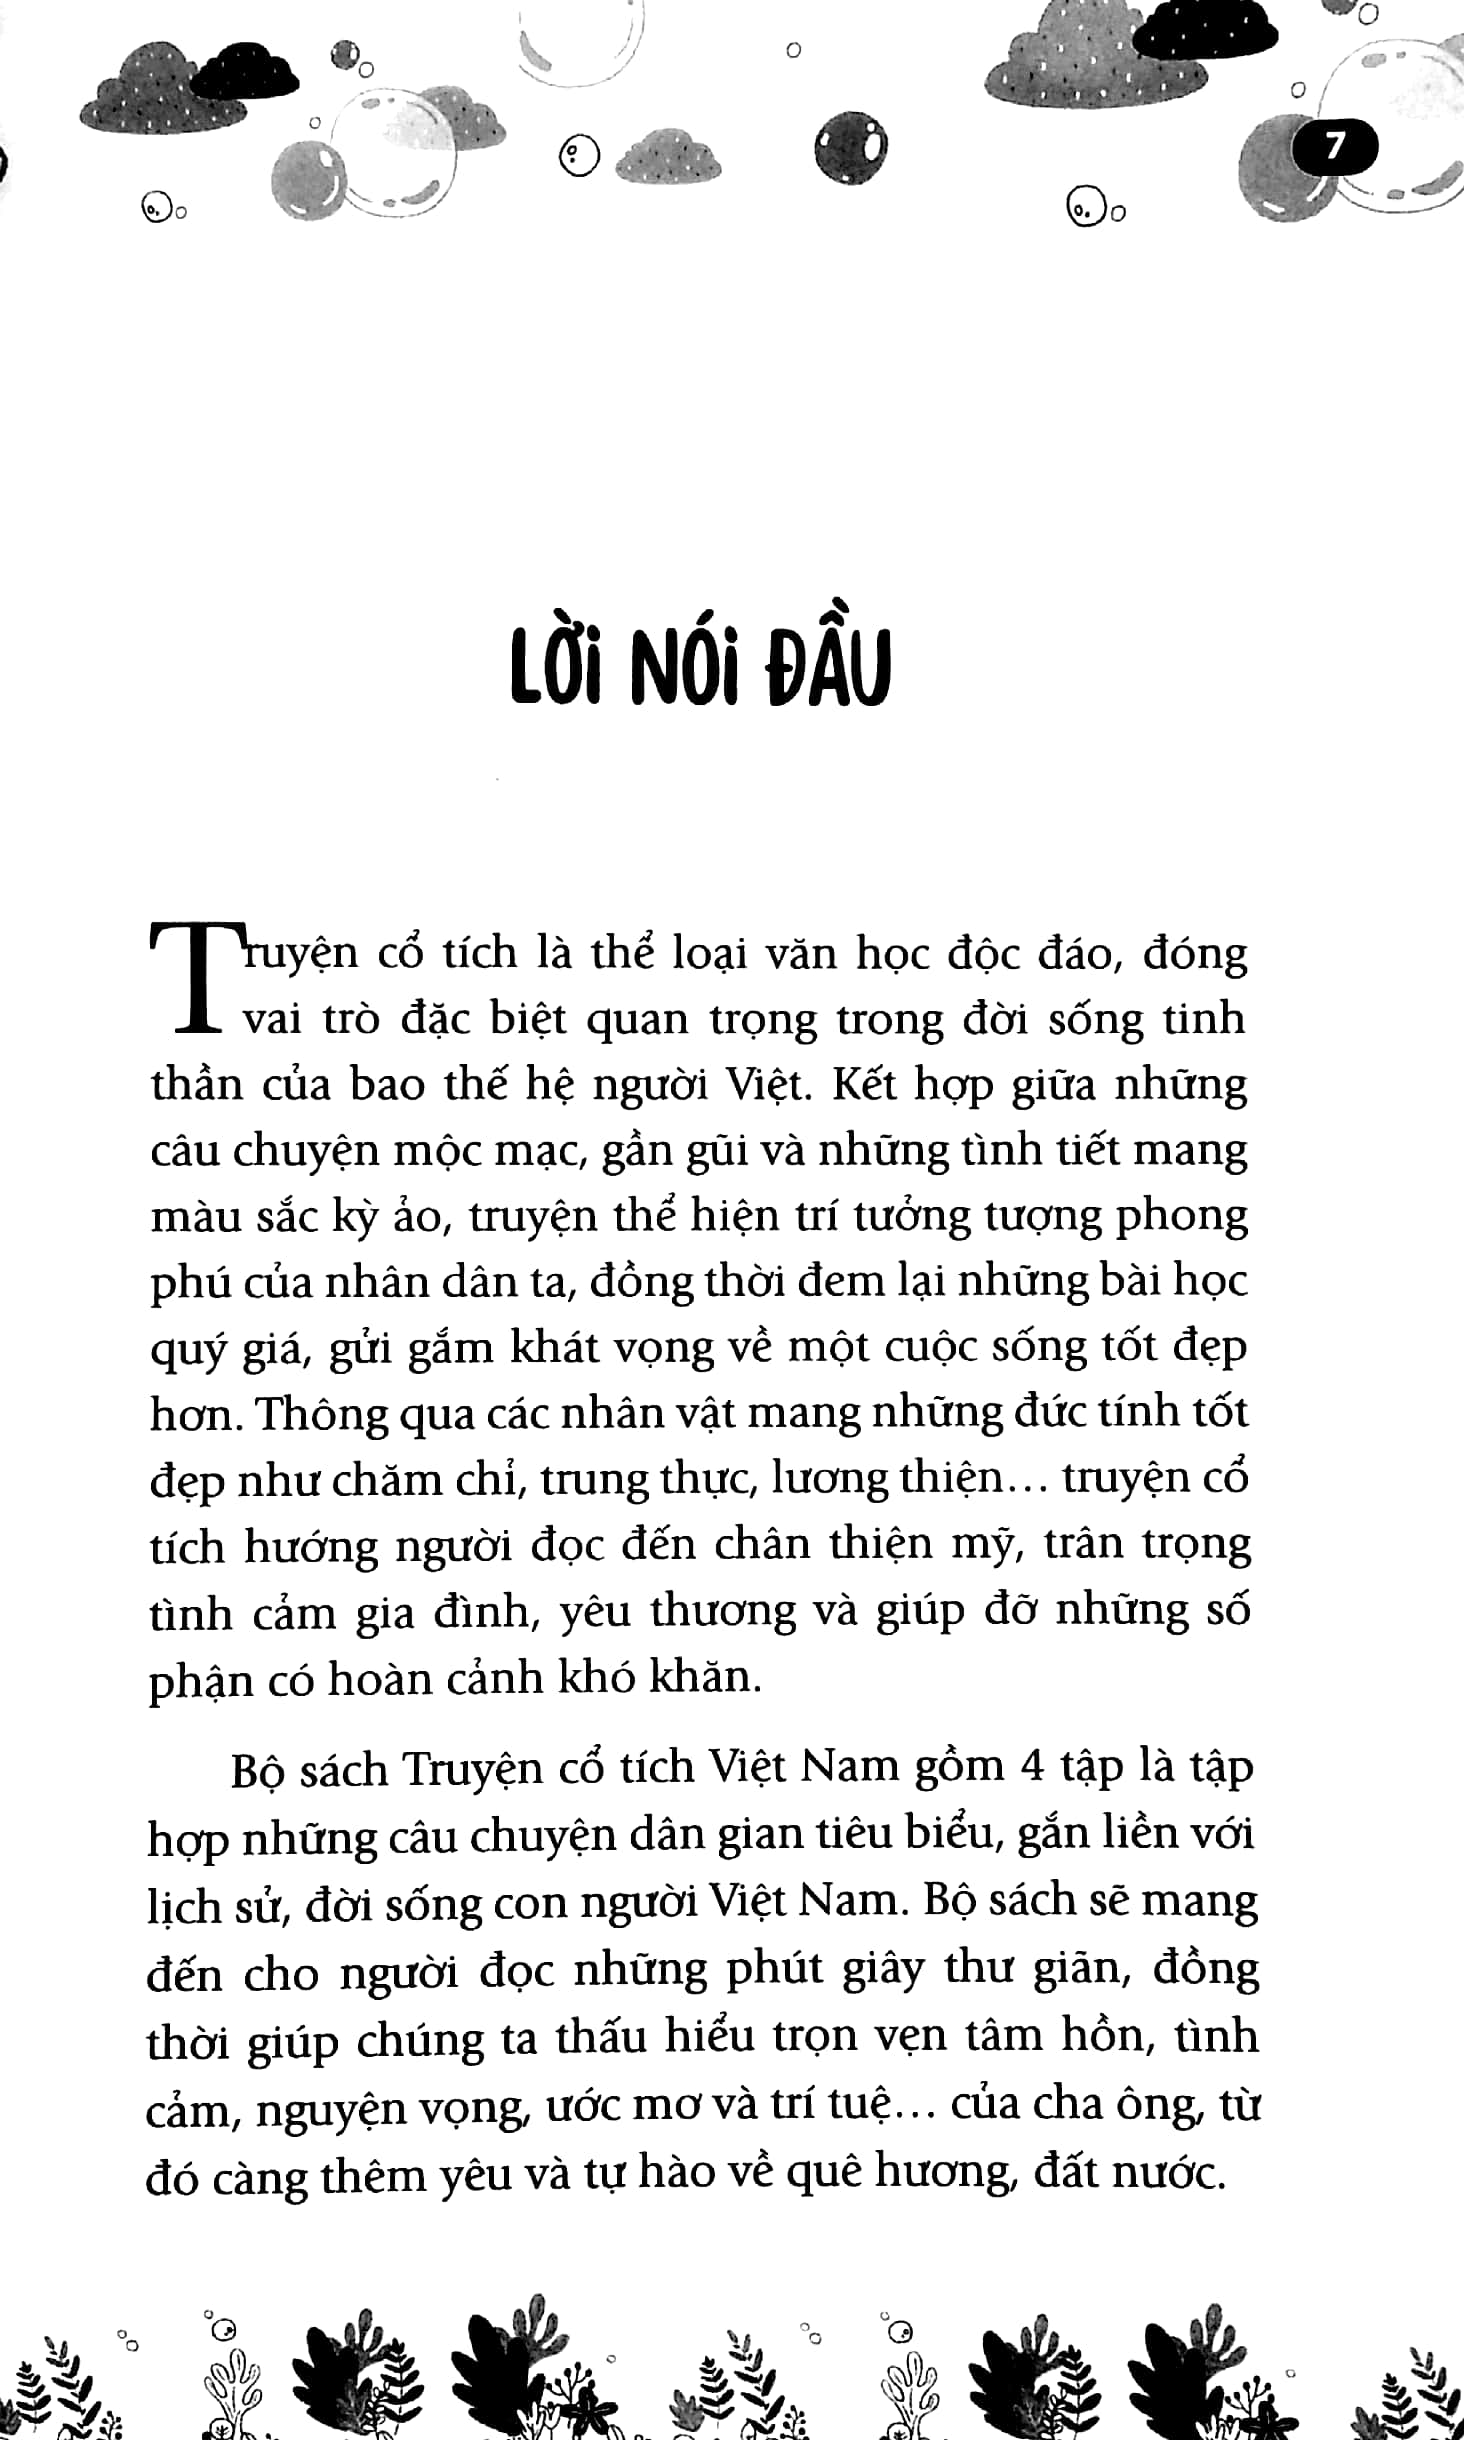 7
LỜI NÓI ĐẦU
Truyện cổ tích là thể loại văn học độc đáo, đóng
vai trò đặc biệt quan trọng trong đời sống tinh
thần của bao thế hệ người Việt. Kết hợp giữa những
câu chuyện mộc mạc, gần gũi và những tình tiết mang
màu sắc kỳ ảo, truyện thể hiện trí tưởng tượng phong
phú của nhân dân ta, đồng thời đem lại những bài học
quý giá, gửi gắm khát vọng về một cuộc sống tốt đẹp
hơn. Thông qua các nhân vật mang những đức tính tốt
đẹp như chăm chỉ, trung thực, lương thiện... truyện cổ
tích hướng người đọc đến chân thiện mỹ, trân trọng
tình cảm gia đình, yêu thương và giúp đỡ những số
phận có hoàn cảnh khó khăn.
Bộ sách Truyện cổ tích Việt Nam gồm 4 tập là tập
hợp những câu chuyện dân gian tiêu biểu, gắn liền với
lịch sử, đời sống con người Việt Nam. Bộ sách sẽ mang
đến cho người đọc những phút giây thư giãn, đồng
thời giúp chúng ta thấu hiểu trọn vẹn tâm hồn, tình
cảm, nguyện vọng, ước mơ và trí tuệ... của cha ông, từ
đó càng thêm yêu và tự hào về quê hương, đất nước.